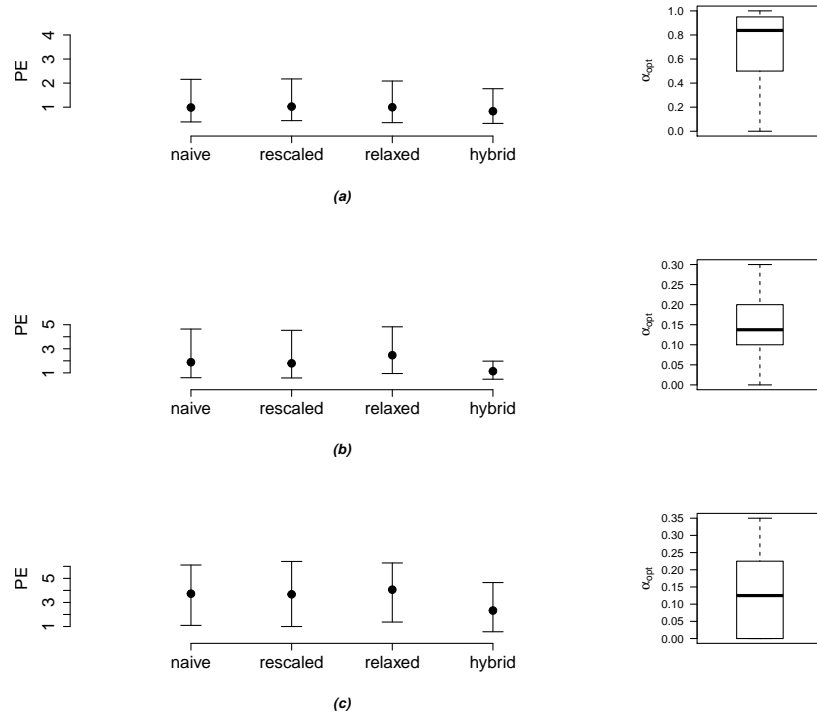 PE
4
3
2
1
naive rescaled relaxed hybrid
(a)
αopt
1.0
0.8
0.6
0.4
0.2
0.0
PE
5
3
1
naive rescaled relaxed hybrid
(b)
αopt
0.30
0.25
0.20
0.15
0.10
0.05
0.00
PE
5
3
1
naive rescaled relaxed hybrid
(c)
αopt
0.35
0.30
0.25
0.20
0.15
0.10
0.05
0.00